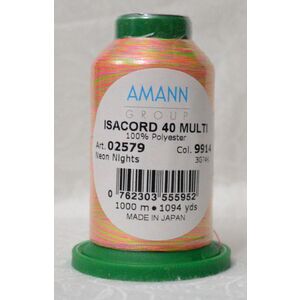 AMANN
GROUP
ISACORD 40 MULTI
100% Polyester
Art. 02579 Col. 9914
Neon Nights
0 762303 555952
1000 m • 1094 yds
MADE IN JAPAN